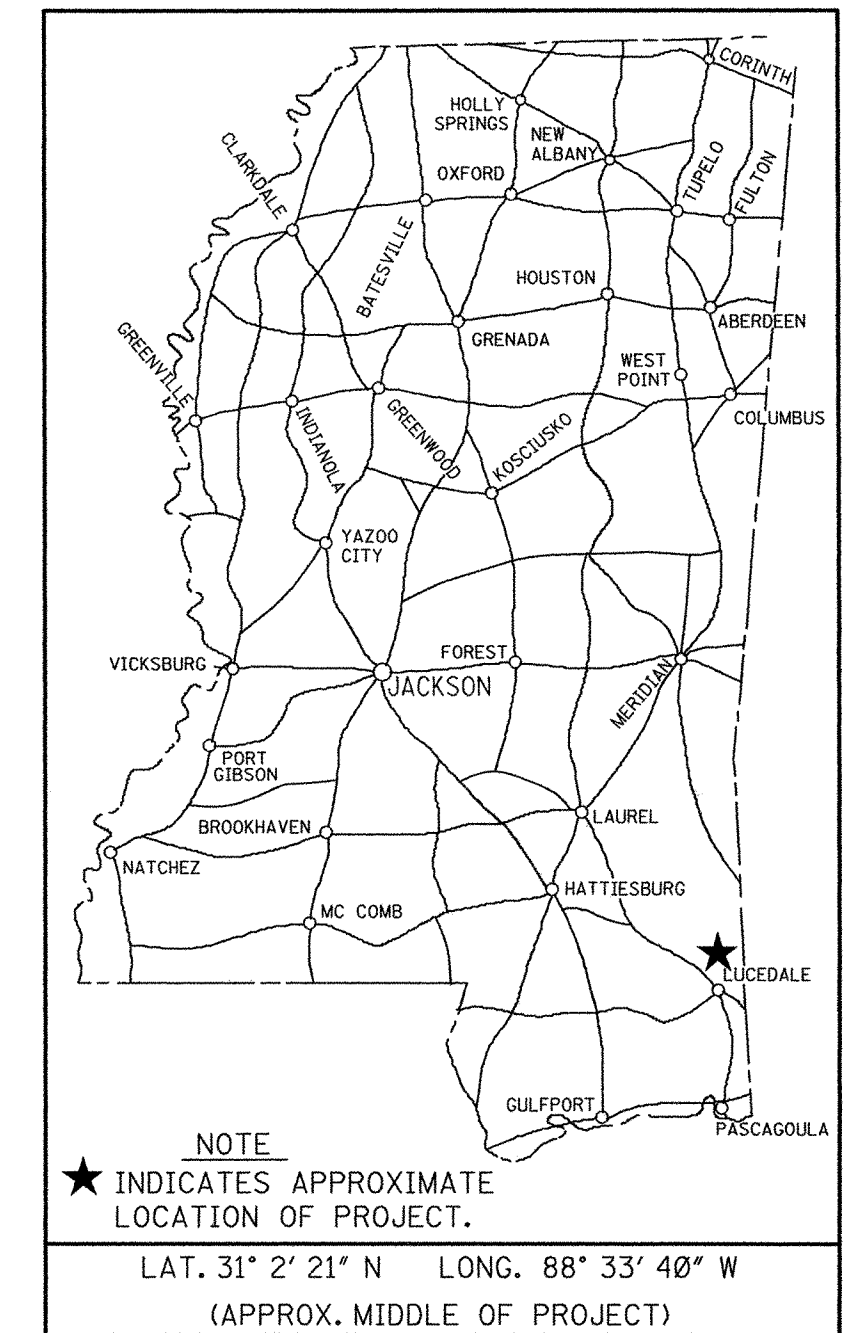 CORINTH
HOLLY
SPRINGS
NEW
ALBANY
CLARKDALE
OXFORD
TUPELO
FULTON
BATESVILLE
HOUSTON
ABERDEEN
GRENADA
GREENVILLE
WEST
POINT
COLUMBUS
INDIANOLA
GREENWOOD
KOSCIUSKO
YAZOO
CITY
VICKSBURG
FOREST
JACKSON
MERIDIAN
PORT
GIBSON
BROOKHAVEN
LAUREL
NATCHEZ
HATTIESBURG
MC COMB
LUCEDALE
GULFPORT
PASCAGOULA
NOTE
INDICATES APPROXIMATE
LOCATION OF PROJECT.
LAT. 31° 2' 21" N LONG. 88° 33' 40" W
(APPROX. MIDDLE OF PROJECT)